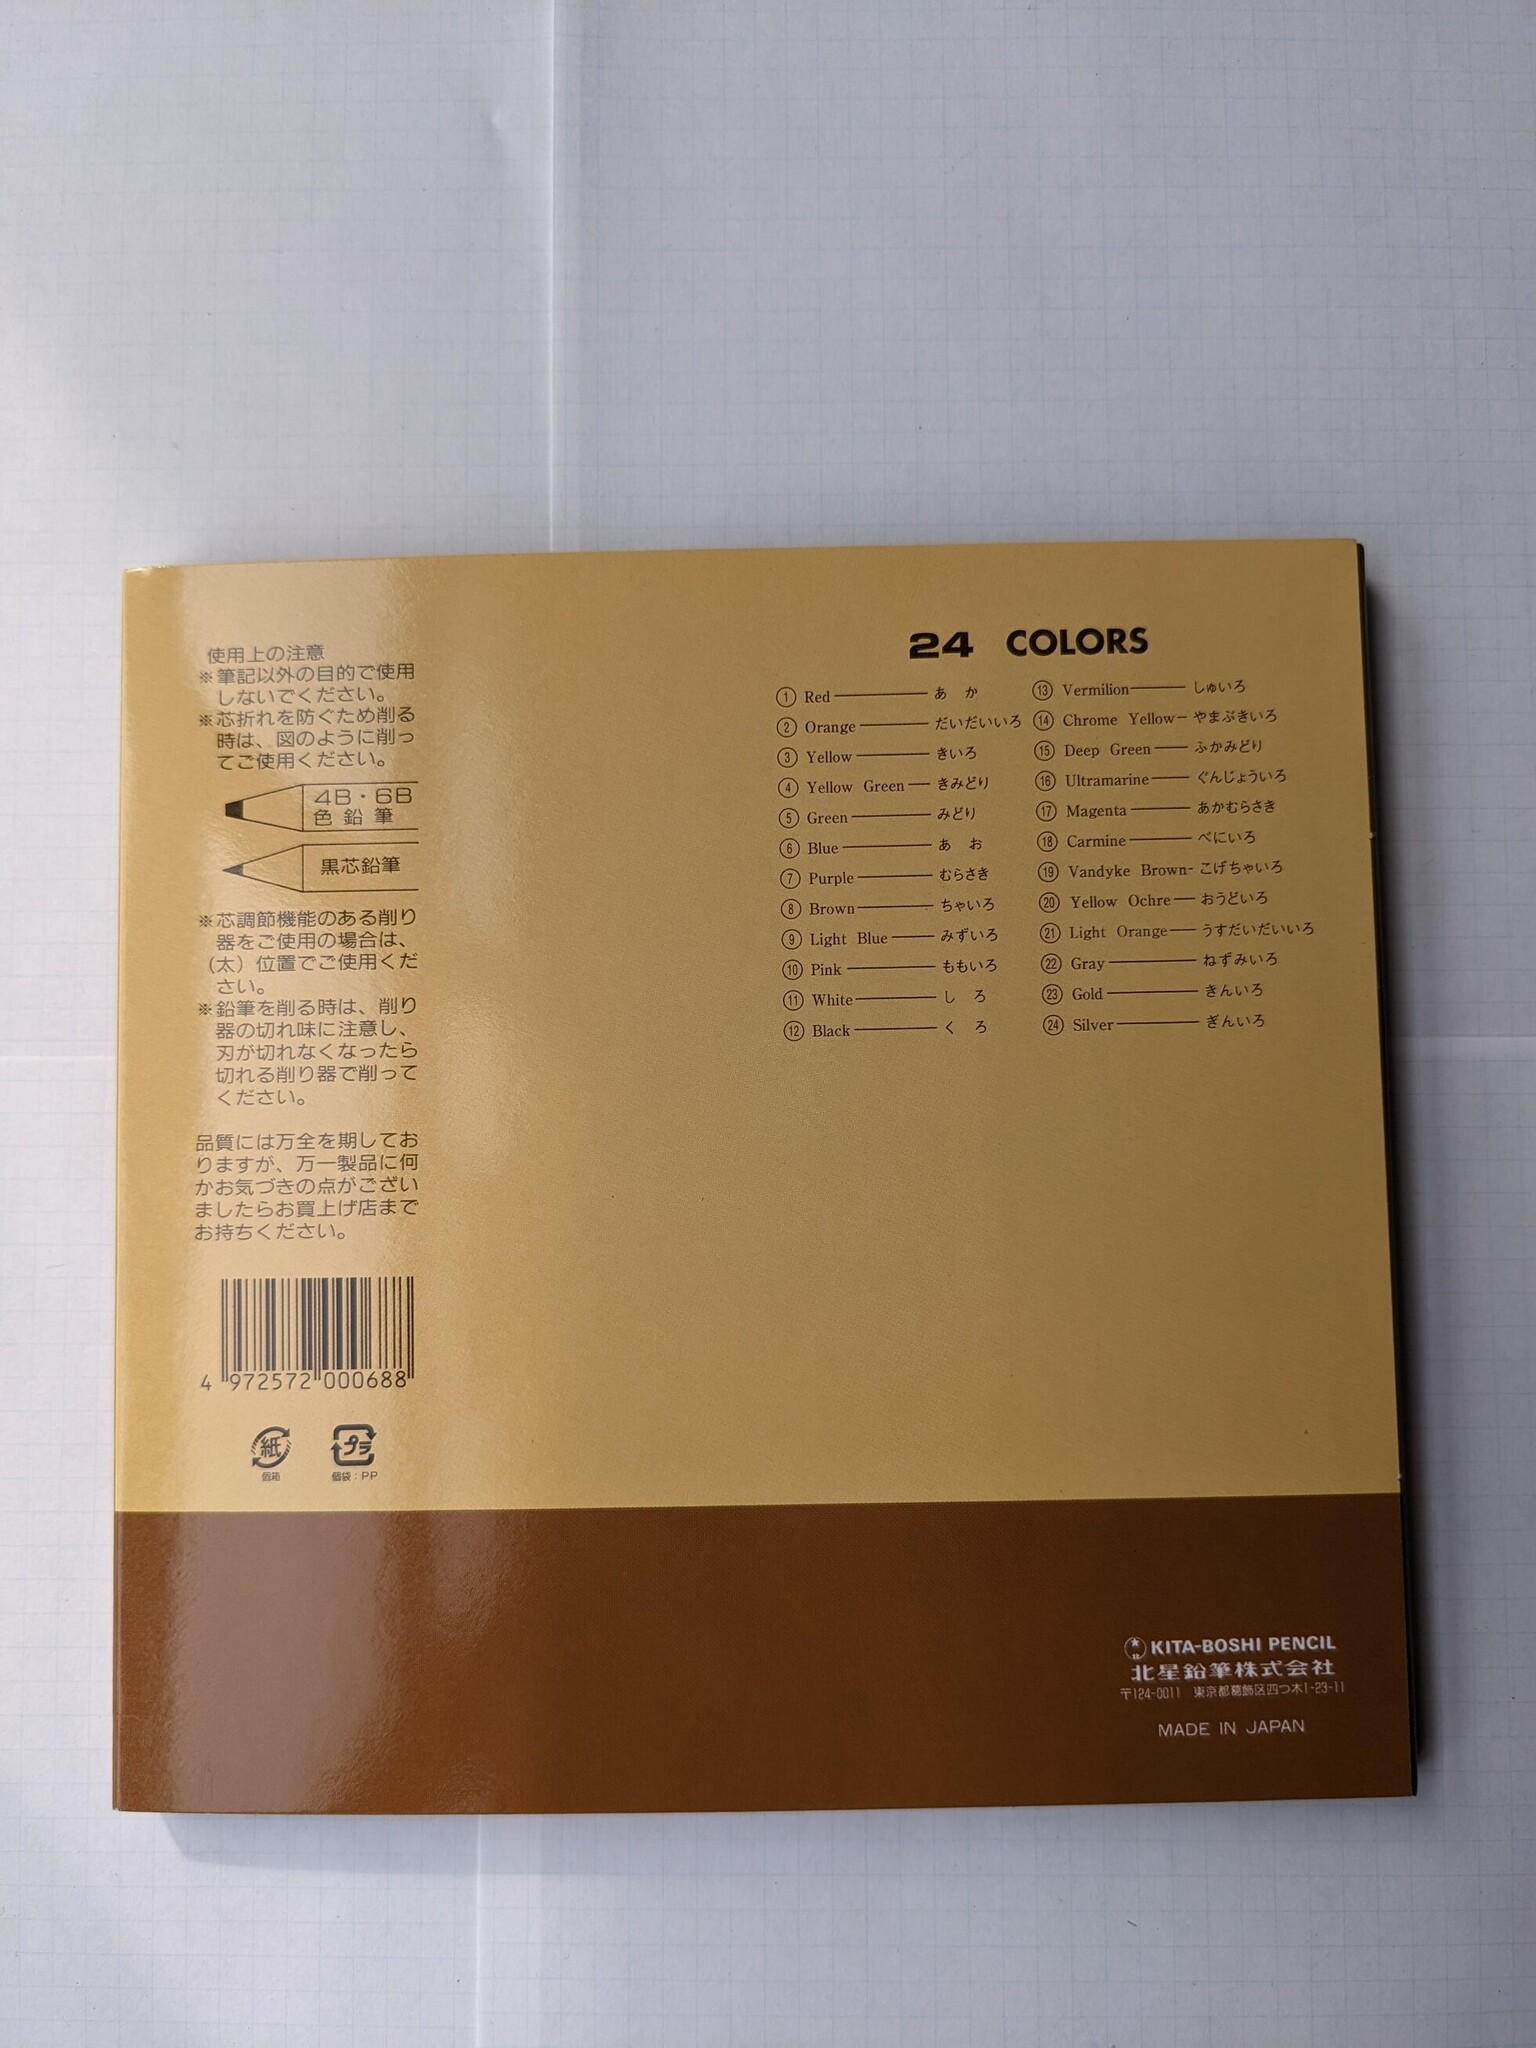 使用上の注意
※筆記以外の目的で使用
しないでください。
※芯折れを防ぐため削る
時は、図のように削っ
てご使用ください。
4B・6B
色鉛筆
黒芯鉛筆
※芯調節機能のある削り
器をご使用の場合は、
（太）位置でご使用くだ
さい。
※鉛筆を削る時は、削り
器の切れ味に注意し、
刃が切れなくなったら
切れる削り器で削って
ください。
品質には万全を期してお
りますが、万一製品に何
かお気づきの点がござい
ましたらお買上げ店まで
お持ちください。
4 972572 000688
紙
個箱
プラ
個袋：PP
24 COLORS
① Red — あか
② Orange — だいだいいろ
③ Yellow — きいろ
④ Yellow Green — きみどり
⑤ Green — みどり
⑥ Blue — あお
⑦ Purple — むらさき
⑧ Brown — ちゃいろ
⑨ Light Blue — みずいろ
⑩ Pink — ももいろ
⑪ White — しろ
⑫ Black — くろ
⑬ Vermilion — しゅいろ
⑭ Chrome Yellow — やまぶきいろ
⑮ Deep Green — ふかみどり
⑯ Ultramarine — ぐんじょういろ
⑰ Magenta — あかむらさき
⑱ Carmine — べにいろ
⑲ Vandyke Brown - こげちゃいろ
⑳ Yellow Ochre — おうどいろ
㉑ Light Orange — うすだいだいいろ
㉒ Gray — ねずみいろ
㉓ Gold — きんいろ
㉔ Silver — ぎんいろ
KITA-BOSHI PENCIL
北星鉛筆株式会社
〒124-0011 東京都葛飾区四つ木1-23-11
MADE IN JAPAN